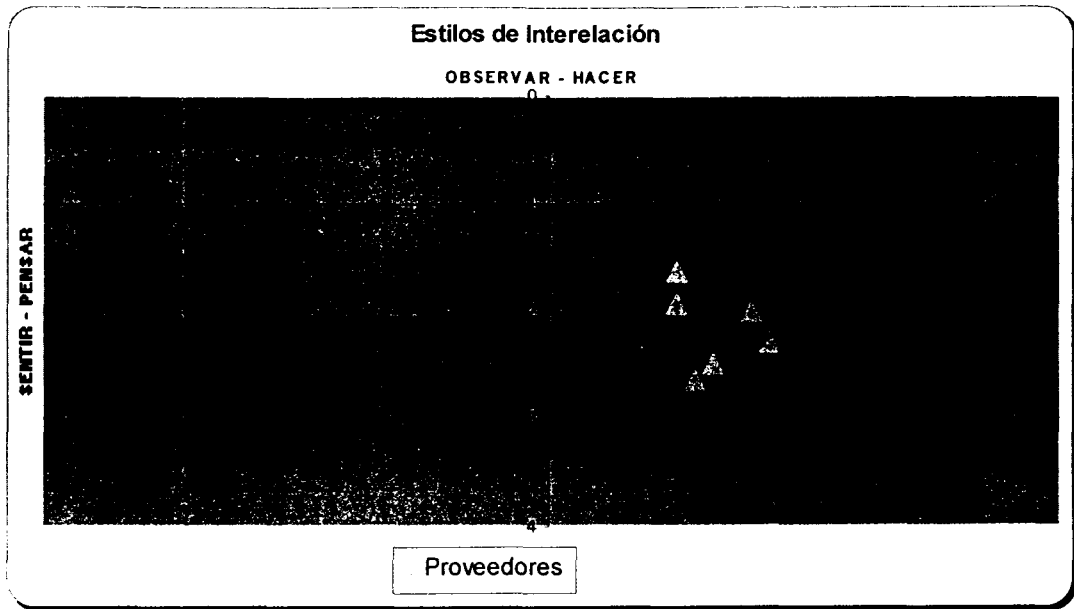 Estilos de Interelación
OBSERVAR - HACER
0
SENTIR - PENSAR
4
Proveedores